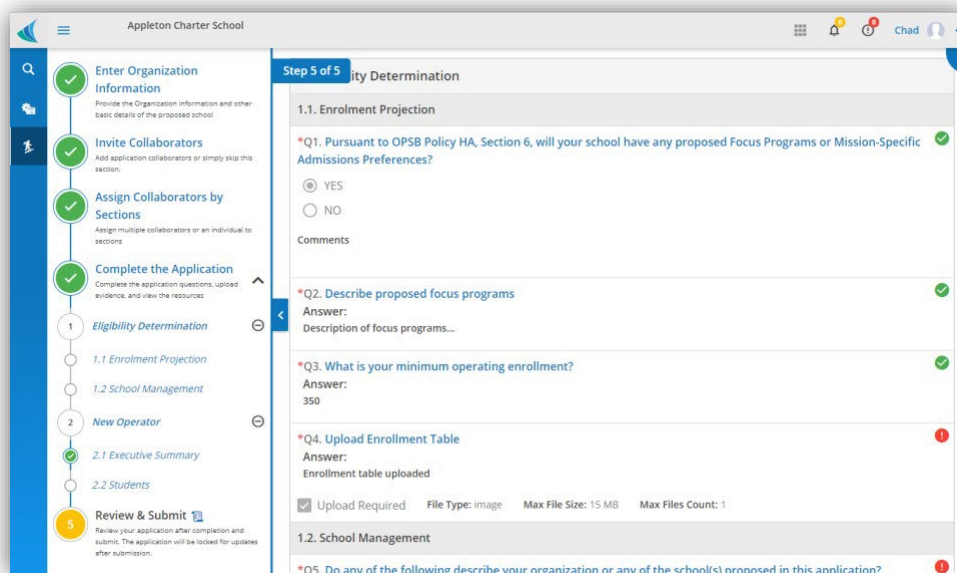 Appleton Charter School
6
8
Chad
Enter Organization
Information
Provide the Organization information and other
basic details of the proposed school
Invite Collaborators
Add application collaborators or simply skip this
section.
Assign Collaborators by
Sections
Assign multiple collaborators or an individual to
sections
Complete the Application
Complete the application questions, upload
evidence, and view the resources
1
Eligibility Determination
1.1 Enrolment Projection
1.2 School Management
2
New Operator
2.1 Executive Summary
2.2 Students
5
Review & Submit
Review your application after completion and
submit. The application will be locked for updates
after submission.
Step 5 of 5
ity Determination
1.1. Enrolment Projection
*Q1. Pursuant to OPSB Policy HA, Section 6, will your school have any proposed Focus Programs or Mission-Specific
Admissions Preferences?
YES
NO
Comments
*Q2. Describe proposed focus programs
Answer:
Description of focus programs...
*Q3. What is your minimum operating enrollment?
Answer:
350
*Q4. Upload Enrollment Table
Answer:
Enrollment table uploaded
Upload Required File Type: image Max File Size: 15 MB Max Files Count: 1
1.2. School Management
*Q5. Do any of the following describe your organization or any of the school(s) proposed in this application?